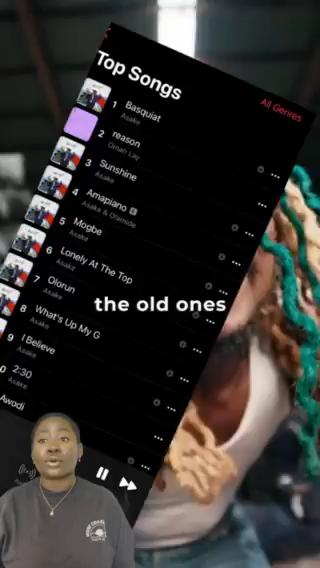 Top Songs
All Genres
1 Basquiat
Asake
2 reason
Omah Lay
3 Sunshine
Asake
4 Amapiano E
Asake & Olamide
5 Mogbe
Asake
6 Lonely At The Top
Asake
7 Olorun
Asake
8 What's Up My G
Asake
9 I Believe
Asake
0 2:30
Asake
Awodi
the old ones